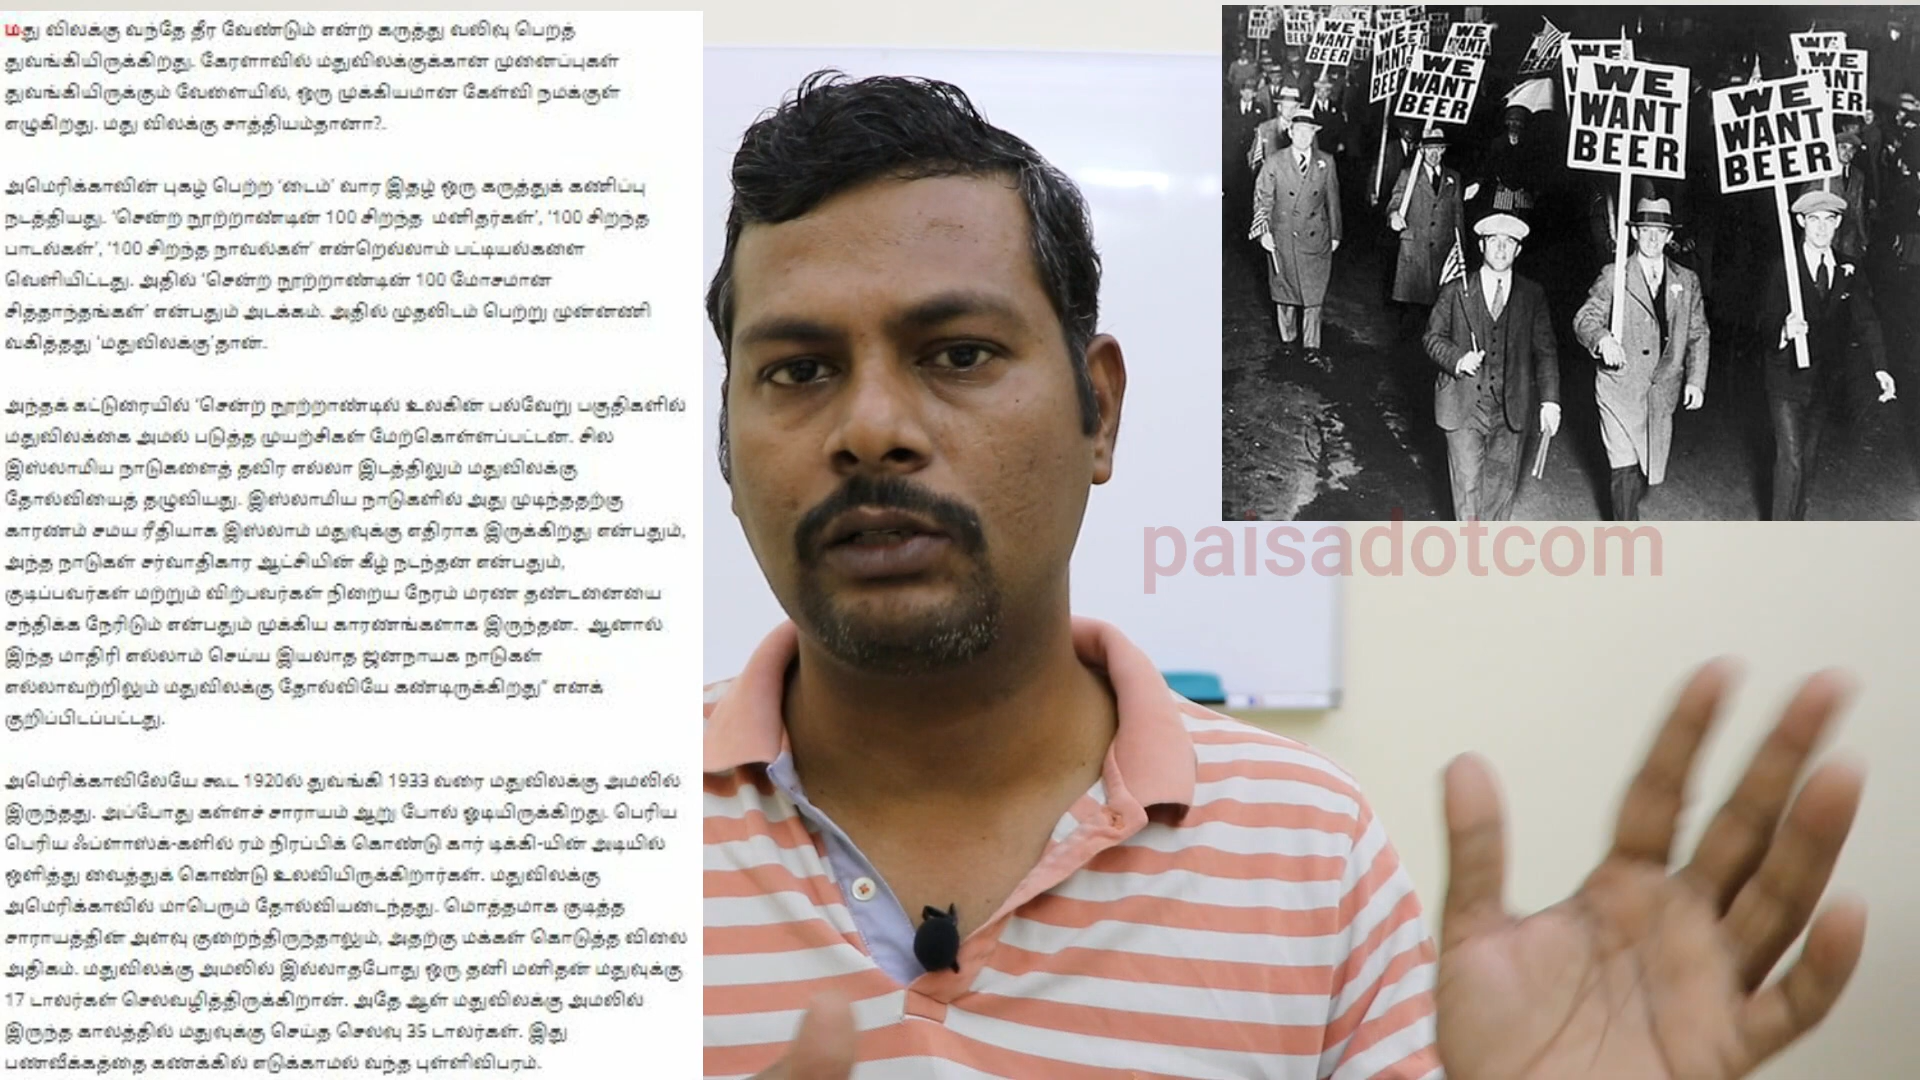 மது விலக்கு வந்தே தீர வேண்டும் என்ற கருத்து வலிவு பெறத்
துவங்கியிருக்கிறது. கேரளாவில் மதுவிலக்குக்கான முனைப்புகள்
துவங்கியிருக்கும் வேளையில், ஒரு முக்கியமான கேள்வி நமக்குள்
எழுகிறது. மது விலக்கு சாத்தியம்தானா?.
அமெரிக்காவின் புகழ் பெற்ற ‘டைம்’ வார இதழ் ஒரு கருத்துக் கணிப்பு
நடத்தியது. ‘சென்ற நூற்றாண்டின் 100 சிறந்த மனிதர்கள்’, ‘100 சிறந்த
பாடல்கள்’, ‘100 சிறந்த நாவல்கள்’ என்றெல்லாம் பட்டியல்களை
வெளியிட்டது. அதில் ‘சென்ற நூற்றாண்டின் 100 மோசமான
சித்தாந்தங்கள்’ என்பதும் அடக்கம். அதில் முதலிடம் பெற்று முன்னணி
வகித்தது ‘மதுவிலக்கு’தான்.
அந்தக் கட்டுரையில் ‘சென்ற நூற்றாண்டில் உலகின் பல்வேறு பகுதிகளில்
மதுவிலக்கை அமல் படுத்த முயற்சிகள் மேற்கொள்ளப்பட்டன. சில
இஸ்லாமிய நாடுகளைத் தவிர எல்லா இடத்திலும் மதுவிலக்கு
தோல்வியைத் தழுவியது. இஸ்லாமிய நாடுகளில் அது முடிந்ததற்கு
காரணம் சமய ரீதியாக இஸ்லாம் மதுவுக்கு எதிராக இருக்கிறது என்பதும்,
அந்த நாடுகள் சர்வாதிகார ஆட்சியின் கீழ் நடந்தன என்பதும்,
குடிப்பவர்கள் மற்றும் விற்பவர்கள் நிறைய நேரம் மரண தண்டனையை
சந்திக்க நேரிடும் என்பதும் முக்கிய காரணங்களாக இருந்தன. ஆனால்
இந்த மாதிரி எல்லாம் செய்ய இயலாத ஜனநாயக நாடுகள்
எல்லாவற்றிலும் மதுவிலக்கு தோல்வியே கண்டிருக்கிறது” எனக்
குறிப்பிடப்பட்டது.
அமெரிக்காவிலேயே கூட 1920ல் துவங்கி 1933 வரை மதுவிலக்கு அமலில்
இருந்தது. அப்போது கள்ளச் சாராயம் ஆறு போல் ஓடியிருக்கிறது. பெரிய
பெரிய ஃப்ளாஸ்க்-களில் ரம் நிரப்பிக் கொண்டு கார் டிக்கி-யின் அடியில்
ஒளித்து வைத்துக் கொண்டு உலவியிருக்கிறார்கள். மதுவிலக்கு
அமெரிக்காவில் மாபெரும் தோல்வியடைந்தது. மொத்தமாக குடித்த
சாராயத்தின் அளவு குறைந்திருந்தாலும், அதற்கு மக்கள் கொடுத்த விலை
அதிகம். மதுவிலக்கு அமலில் இல்லாதபோது ஒரு தனி மனிதன் மதுவுக்கு
17 டாலர்கள் செலவழித்திருக்கிறான். அதே ஆள் மதுவிலக்கு அமலில்
இருந்த காலத்தில் மதுவுக்கு செய்த செலவு 35 டாலர்கள். இது
பணவீக்கத்தை கணக்கில் எடுக்காமல் வந்த புள்ளிவிபரம்.
WE
WANT
BEER
WE
WANT
BEER
WE
WANT
BEER
WE
WANT
BEER
paisadotcom